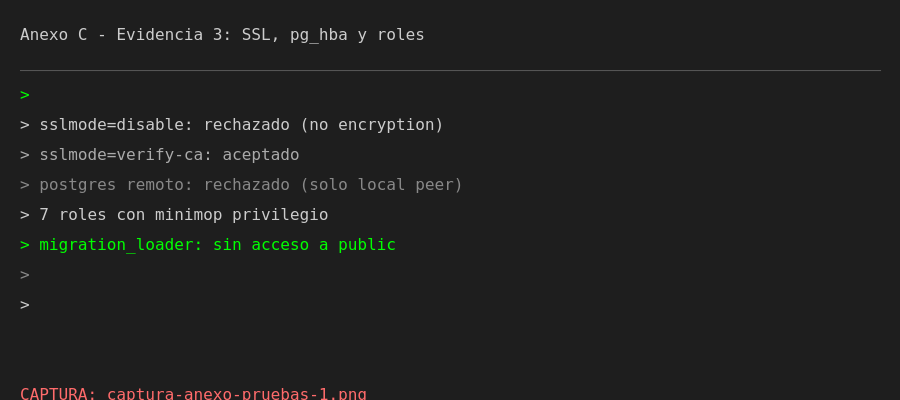 Anexo C - Evidencia 3: SSL, pg_hba y roles
>
> sslmode=disable: rechazado (no encryption)
> sslmode=verify-ca: aceptado
> postgres remoto: rechazado (solo local peer)
> 7 roles con minimop privilegio
> migration_loader: sin acceso a public
>
>
CAPTURA: captura-anexo-pruebas-1.png